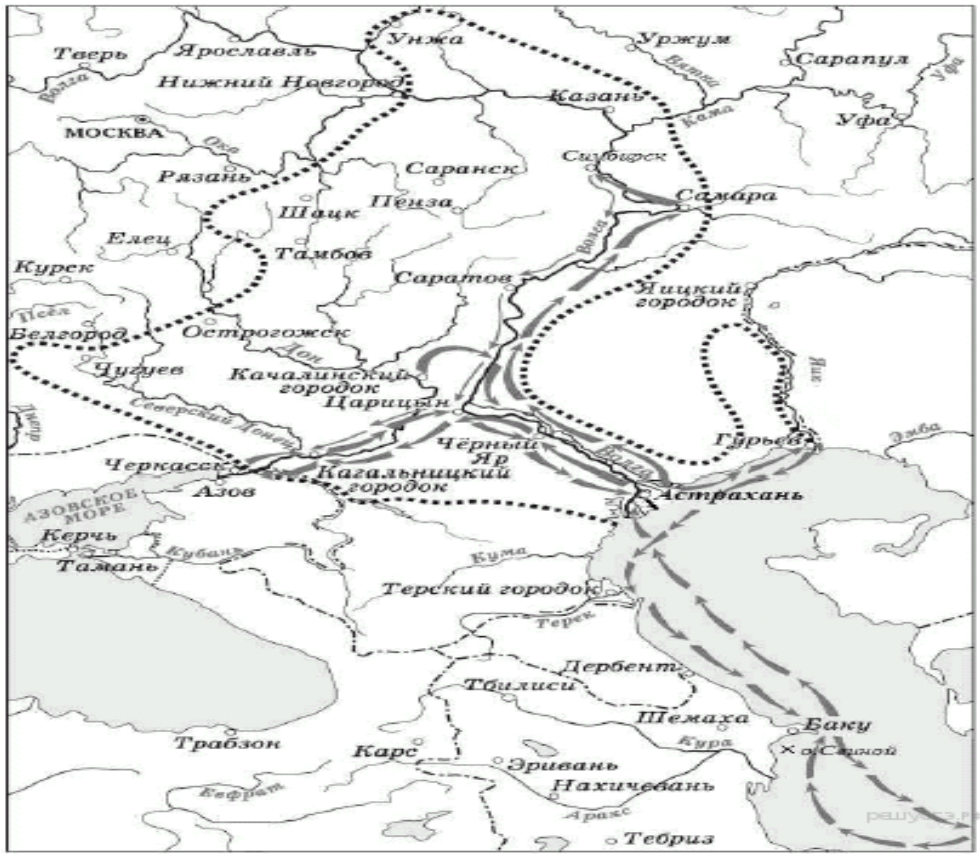 Унжа
Уржум
Тверь
Ярославль
Сарапул
Вятка
Уфа
Волга
Нижний Новгород
Казань
Кама
Уфа
МОСКВА
Ока
Рязань
Саранск
Симбирск
Самара
Шацк
Пенза
Елец
Тамбов
Волга
Курск
Саратов
Яицкий
городок
Псёл
Белгород
Острогожск
Дон
Чугуев
Качалинский
городок
Яик
Царицын
Северский Донец
Днепр
Чёрный
Яр
Волга
Гурьев
Эмба
Черкасск
Кагальницкий
городок
Азов
Астрахань
АЗОВСКОЕ
МОРЕ
Керчь
Кубань
Кума
Тамань
Терский городок
Терек
Дербент
Тбилиси
Шемаха
Баку
Трабзон
Карс
Кура
о.Свиной
Эривань
Нахичевань
Евфрат
Аракс
Тебриз